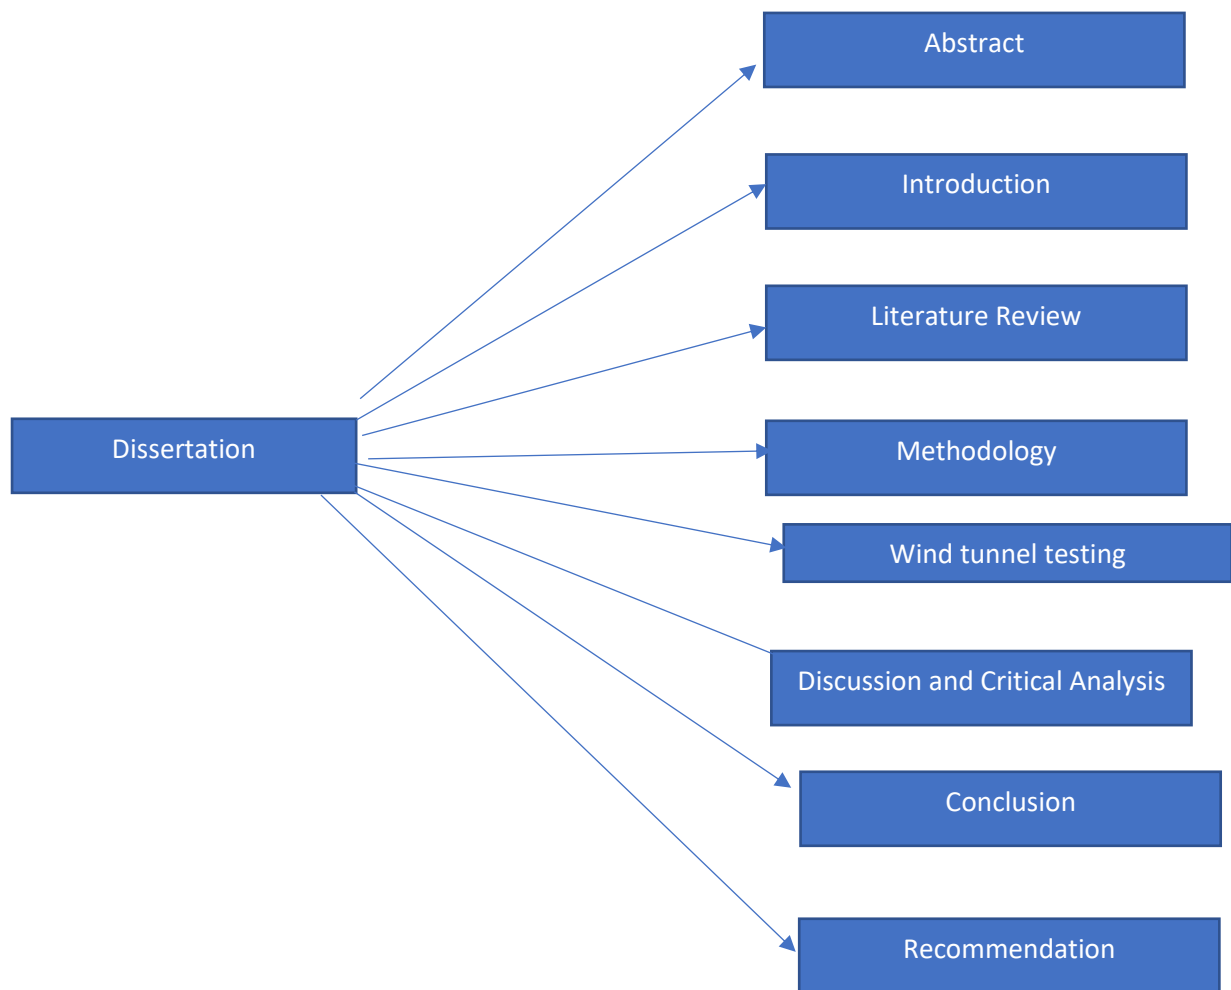 Abstract
Introduction
Literature Review
Dissertation
Methodology
Wind tunnel testing
Discussion and Critical Analysis
Conclusion
Recommendation